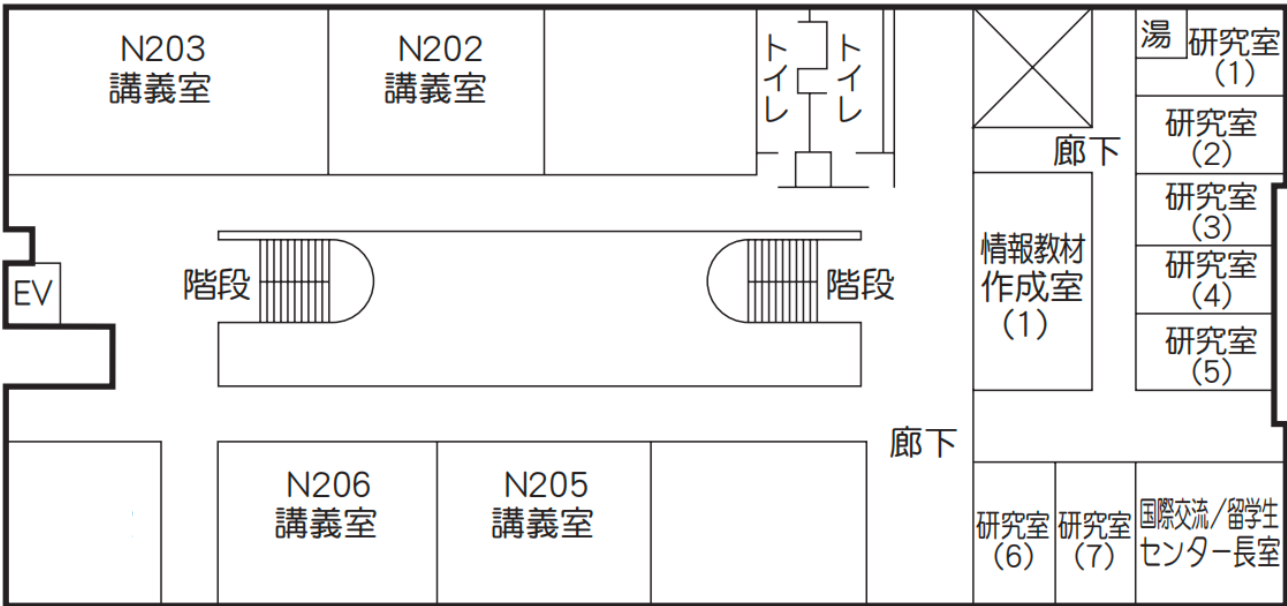 N203
講義室
N202
講義室
トイレ
トイレ
湯
研究室
(1)
廊下
研究室
(2)
研究室
(3)
情報教材
作成室
(1)
研究室
(4)
EV
階段
階段
研究室
(5)
廊下
N206
講義室
N205
講義室
研究室
(6)
研究室
(7)
国際交流/留学生
センター長室